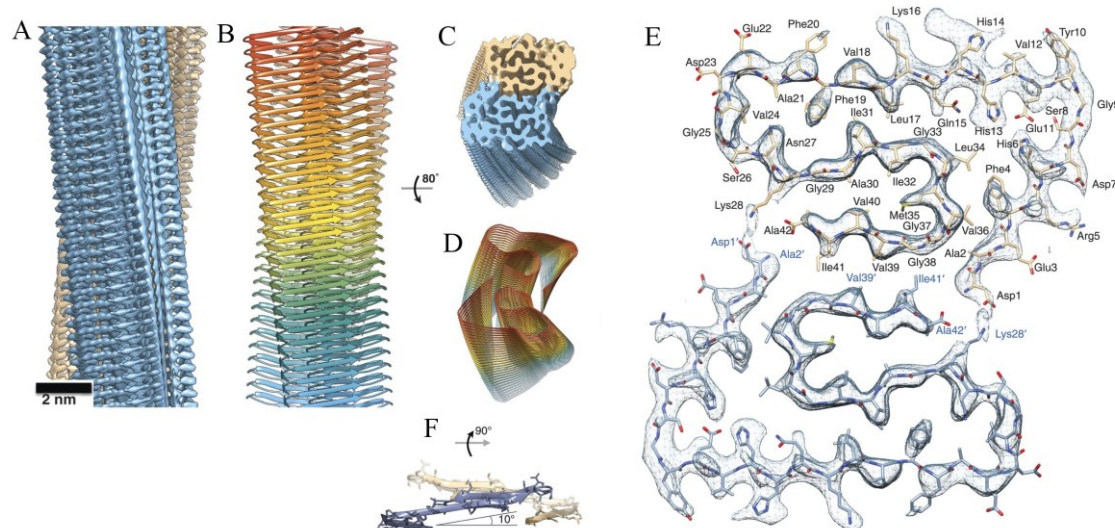 A
B
C
80°
D
2 nm
F
90°
10°
E
Glu22
Phe20
Lys16
His14
Tyr10
Val18
Val12
Asp23
Ala21
Phe19
Leu17
Gln15
Ser8
Gly9
Val24
Ile31
His13
Glu11
Gly25
Asn27
Gly33
Leu34
His6
Phe4
Asp7
Ser26
Gly29
Ala30
Ile32
Lys28
Val40
Met35
Gly37
Val36
Arg5
Ala42
Asp1′
Ala2′
Ala2
Glu3
Ile41
Val39
Gly38
Val39′
Ile41′
Asp1
Ala42′
Lys28′